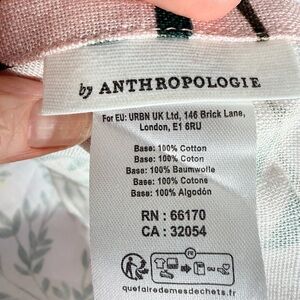 by ANTHROPOLOGIE
For EU: URBN UK Ltd, 146 Brick Lane,
London, E1 6RU
Base: 100% Cotton
Base: 100% Coton
Base: 100% Baumwolle
Base: 100% Cotone
Base: 100% Algodón
RN : 66170
CA : 32054
FR
quefairedemesdechets.fr